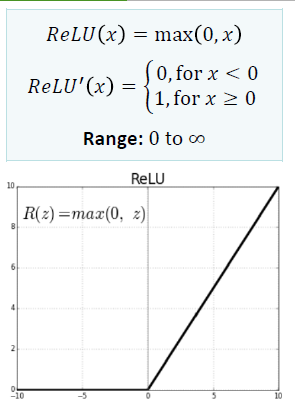 ReLU(x) = max(0, x)
ReLU'(x) = {0, for x < 0
1, for x ≥ 0
Range: 0 to ∞
ReLU
R(z)=max(0, z)
10
8
6
4
2
0
-10 -5 0 5 10